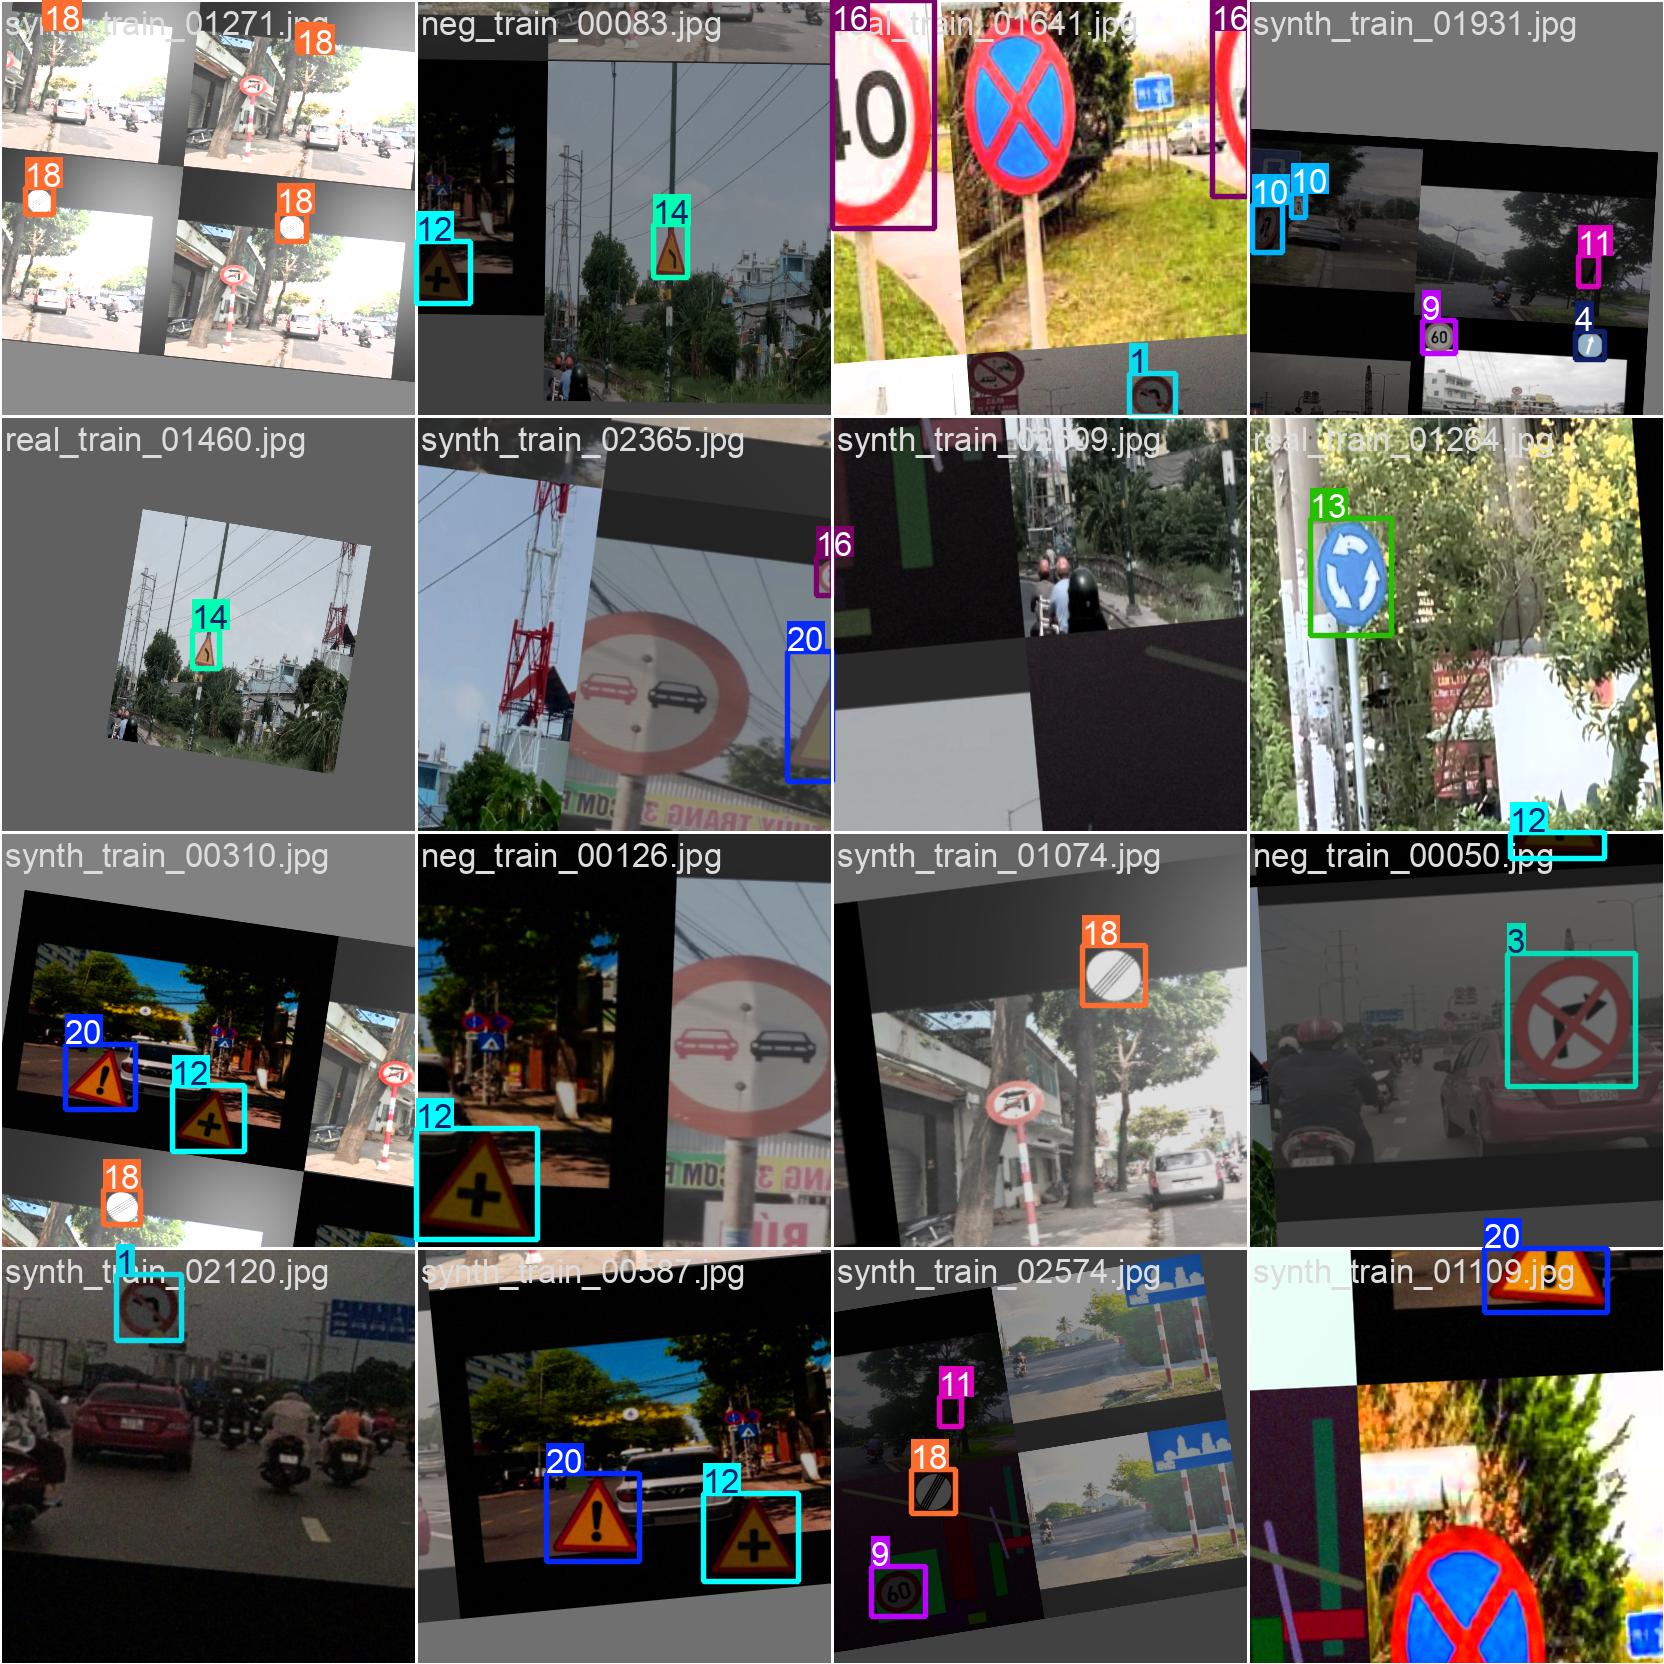 synth_train_01271.jpg
18
18
18
18
neg_train_00083.jpg
12
14
real_train_01641.jpg
16
16
40
1
synth_train_01931.jpg
10
10
11
9
60
4
real_train_01460.jpg
14
synth_train_02365.jpg
16
20
real_train_01264.jpg
13
synth_train_00310.jpg
20
12
18
neg_train_00126.jpg
12
synth_train_01074.jpg
18
neg_train_00050.jpg
12
3
synth_train_02120.jpg
1
synth_train_00587.jpg
20
12
synth_train_02574.jpg
11
18
9
60
synth_train_01109.jpg
20